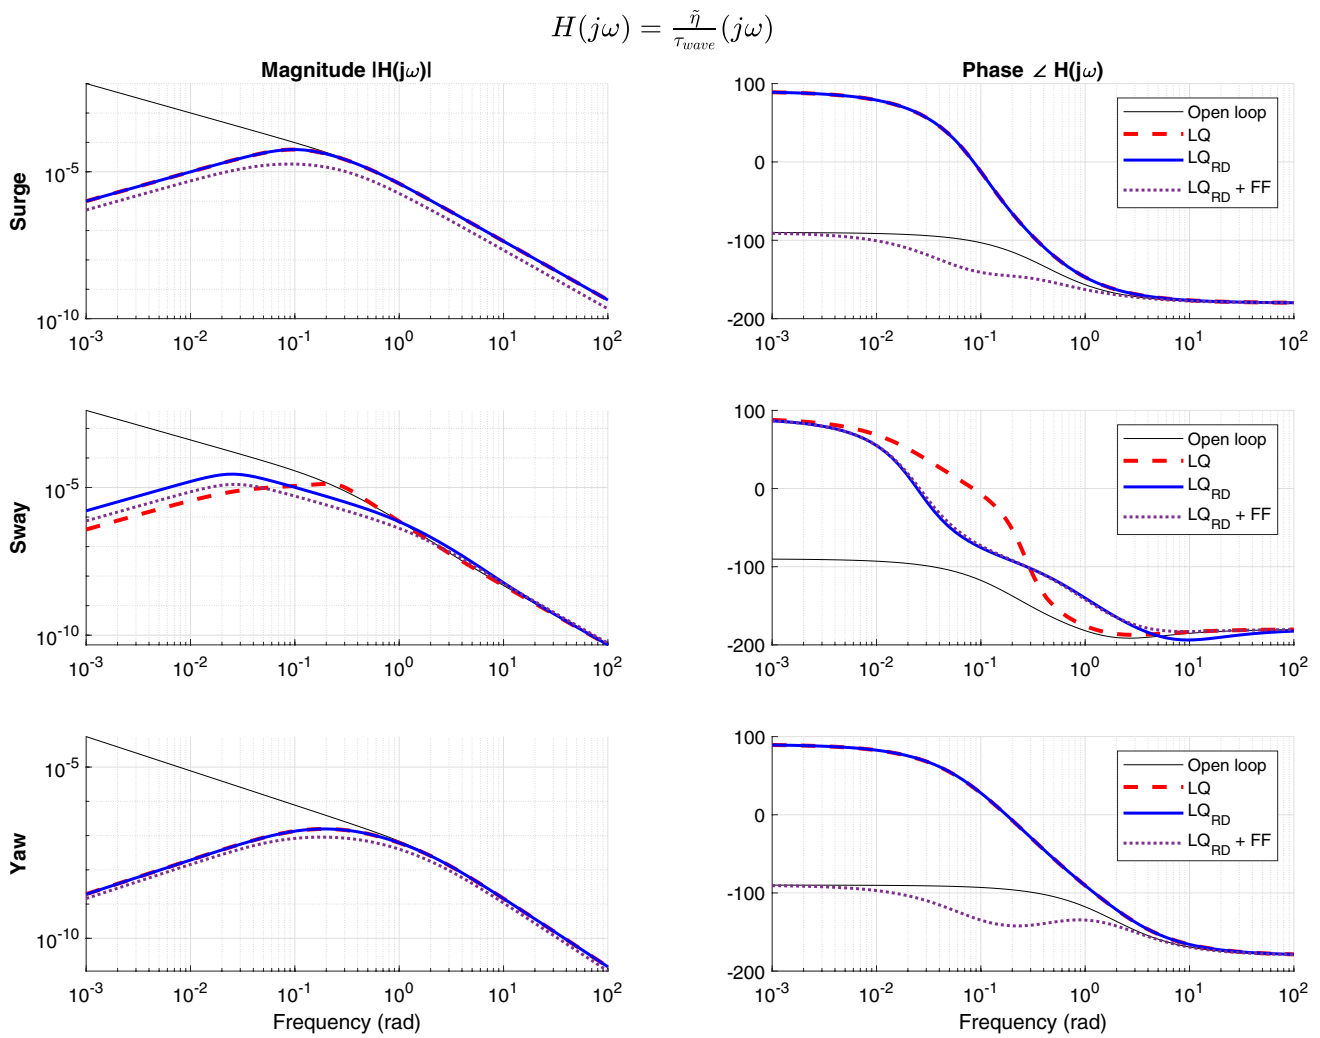 H(jω) = η̃/τ_wave (jω)
Magnitude |H(jω)|
Surge
10^-5
10^-10
10^-3 10^-2 10^-1 10^0 10^1 10^2
Phase ∠ H(jω)
100
0
-100
-200
10^-3 10^-2 10^-1 10^0 10^1 10^2
Open loop
LQ
LQ_RD
LQ_RD + FF
Sway
10^-5
10^-10
10^-3 10^-2 10^-1 10^0 10^1 10^2
100
0
-100
-200
10^-3 10^-2 10^-1 10^0 10^1 10^2
Open loop
LQ
LQ_RD
LQ_RD + FF
Yaw
10^-5
10^-10
10^-3 10^-2 10^-1 10^0 10^1 10^2
Frequency (rad)
100
0
-100
-200
10^-3 10^-2 10^-1 10^0 10^1 10^2
Frequency (rad)
Open loop
LQ
LQ_RD
LQ_RD + FF